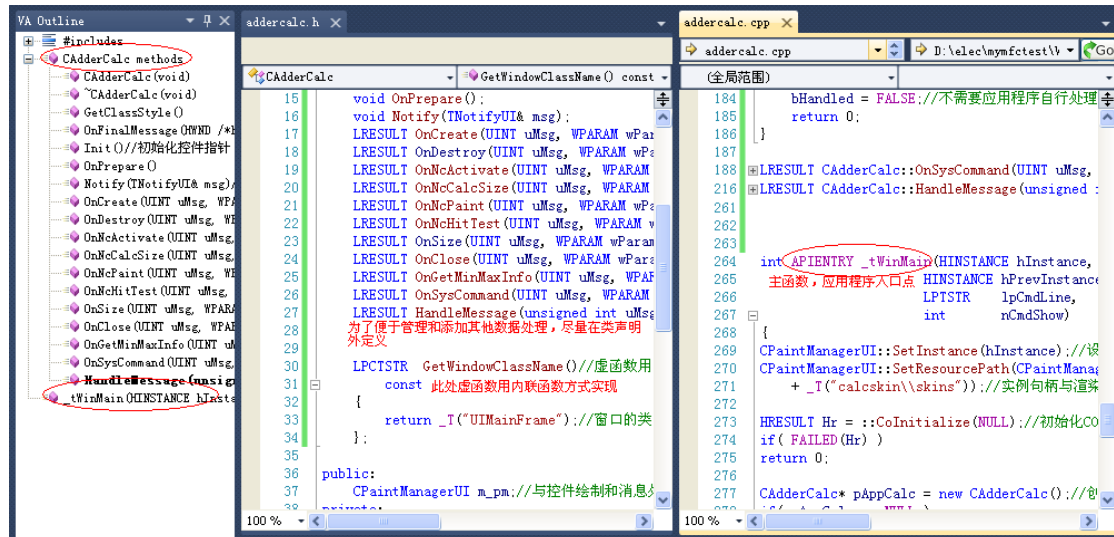 VA Outline
#includes
CAdderCalc methods
CAdderCalc(void)
~CAdderCalc(void)
GetClassStyle()
OnFinalMessage(HWND /*h
Init()//初始化控件指针
OnPrepare()
Notify(TNotifyUI& msg)/
OnCreate(UINT uMsg, WPA
OnDestroy(UINT uMsg, WP
OnNcActivate(UINT uMsg,
OnNcCalcSize(UINT uMsg,
OnNcPaint(UINT uMsg, WP
OnNcHitTest(UINT uMsg,
OnSize(UINT uMsg, WPARA
OnClose(UINT uMsg, WPAR
OnGetMinMaxInfo(UINT uM
OnSysCommand(UINT uMsg,
HandleMessage(unsig
_tWinMain(HINSTANCE hInsta
addercalc.h
CAdderCalc
GetWindowClassName() const
15 void OnPrepare();
16 void Notify(TNotifyUI& msg);
17 LRESULT OnCreate(UINT uMsg, WPARAM wPar
18 LRESULT OnDestroy(UINT uMsg, WPARAM wPa
19 LRESULT OnNcActivate(UINT uMsg, WPARAM
20 LRESULT OnNcCalcSize(UINT uMsg, WPARAM
21 LRESULT OnNcPaint(UINT uMsg, WPARAM wPa
22 LRESULT OnNcHitTest(UINT uMsg, WPARAM w
23 LRESULT OnSize(UINT uMsg, WPARAM wParam
24 LRESULT OnClose(UINT uMsg, WPARAM wPara
25 LRESULT OnGetMinMaxInfo(UINT uMsg, WPAR
26 LRESULT OnSysCommand(UINT uMsg, WPARAM
27 LRESULT HandleMessage(unsigned int uMsg
28 为了便于管理和添加其他数据处理，尽量在类声明
29 外定义
30 LPCTSTR GetWindowClassName()//虚函数用
31 const 此处虚函数用内联函数方式实现
32 {
33 return _T("UIMainFrame");//窗口的类
34 };
35
36 public:
37 CPaintManagerUI m_pm;//与控件绘制和消息处
38 private:
100 %
addercalc.cpp
addercalc.cpp
D:\elec\mymfctest\W
Go
(全局范围)
184 bHandled = FALSE;//不需要应用程序自行处理
185 return 0;
186 }
187
188 LRESULT CAdderCalc::OnSysCommand(UINT uMsg,
216 LRESULT CAdderCalc::HandleMessage(unsigned i
261
262
263
264 int APIENTRY _tWinMain(HINSTANCE hInstance,
265 主函数，应用程序入口点 HINSTANCE hPrevInstance
266 LPTSTR lpCmdLine,
267 int nCmdShow)
268 {
269 CPaintManagerUI::SetInstance(hInstance);//设
270 CPaintManagerUI::SetResourcePath(CPaintManag
271 + _T("calcskin\\skins"));//实例句柄与渲染
272
273 HRESULT Hr = ::CoInitialize(NULL);//初始化CO
274 if( FAILED(Hr) )
275 return 0;
276
277 CAdderCalc* pAppCalc = new CAdderCalc();//创
278
100 %